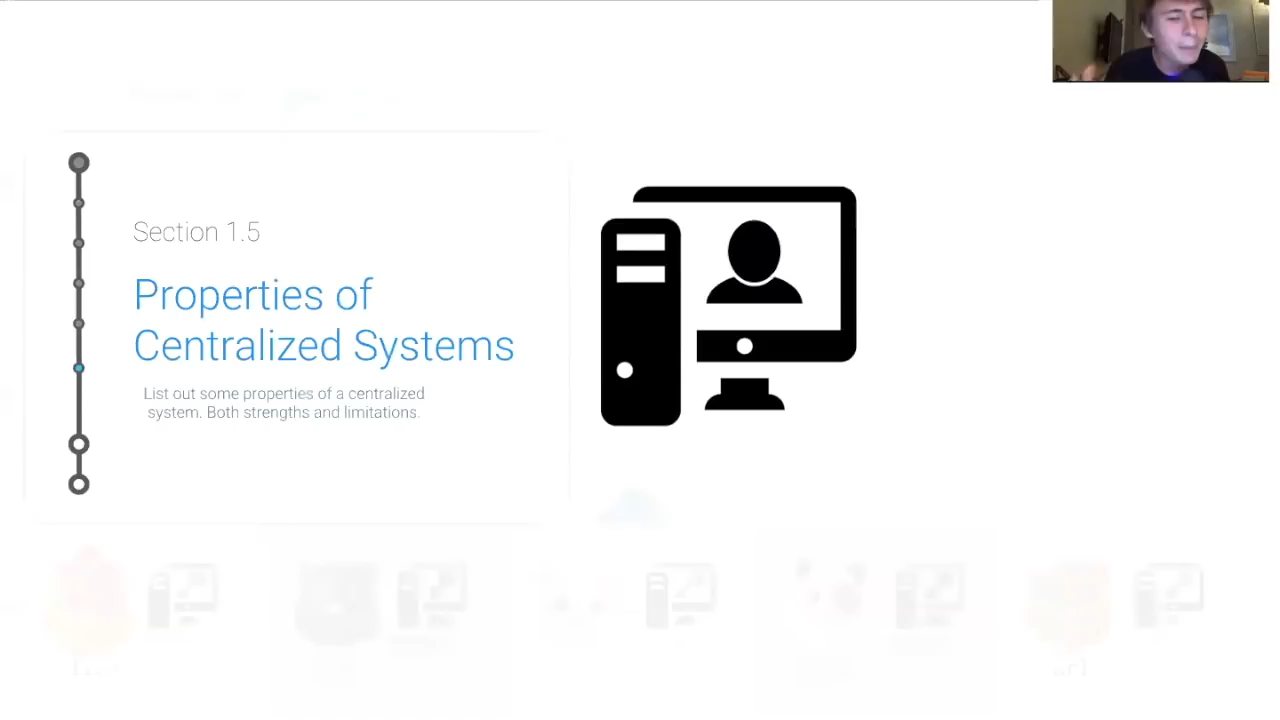 Section 1.5
Properties of
Centralized Systems
List out some properties of a centralized
system. Both strengths and limitations.